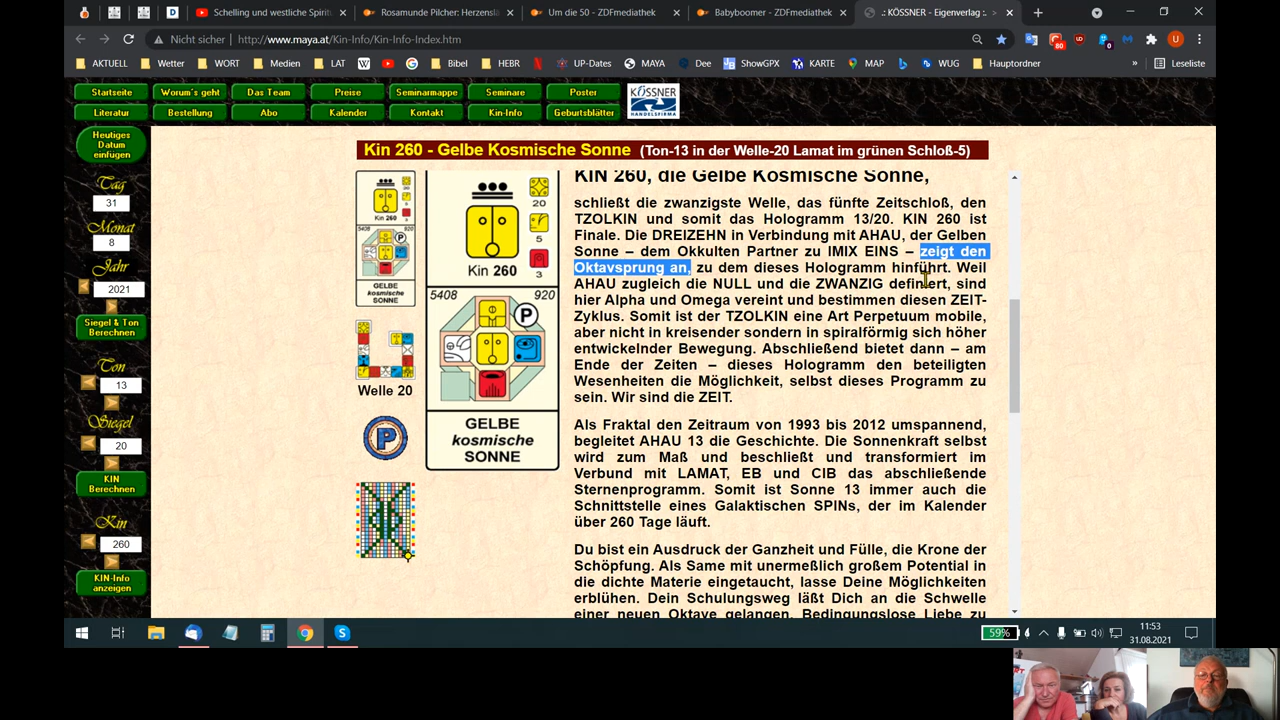 Schelling und westliche Spirit
Rosamunde Pilcher: Herzensl
Um die 50 - ZDFmediathek
Babyboomer - ZDFmediathek
.: KÖSSNER - Eigenverlag :.
Nicht sicher | http://www.maya.at/Kin-Info/Kin-Info-Index.htm
AKTUELL Wetter WORT Medien LAT Bibel HEBR UP-Dates MAYA Dee ShowGPX KARTE MAP WUG Hauptordner » Leseliste
Startseite Worum's geht Das Team Preise Seminarmappe Seminare Poster KÖSSNER HANDELSFIRMA
Literatur Bestellung Abo Kalender Kontakt Kin-Info Geburtsblätter
Heutiges
Datum
einfügen
Tag
31
Monat
8
Jahr
2021
Siegel & Ton
Berechnen
Ton
13
Siegel
20
KIN
Berechnen
Kin
260
KIN-Info
anzeigen
Kin 260 - Gelbe Kosmische Sonne (Ton-13 in der Welle-20 Lamat im grünen Schloß-5)
Kin 260
5408 920
P
GELBE
kosmische
SONNE
Welle 20
P
20
5
3
Kin 260
5408 920
P
GELBE
kosmische
SONNE
KIN 260, die Gelbe Kosmische Sonne,
schließt die zwanzigste Welle, das fünfte Zeitschloß, den
TZOLKIN und somit das Hologramm 13/20. KIN 260 ist
Finale. Die DREIZEHN in Verbindung mit AHAU, der Gelben
Sonne – dem Okkulten Partner zu IMIX EINS – zeigt den
Oktavsprung an, zu dem dieses Hologramm hinführt. Weil
AHAU zugleich die NULL und die ZWANZIG definiert, sind
hier Alpha und Omega vereint und bestimmen diesen ZEIT-
Zyklus. Somit ist der TZOLKIN eine Art Perpetuum mobile,
aber nicht in kreisender sondern in spiralförmig sich höher
entwickelnder Bewegung. Abschließend bietet dann – am
Ende der Zeiten – dieses Hologramm den beteiligten
Wesenheiten die Möglichkeit, selbst dieses Programm zu
sein. Wir sind die ZEIT.
Als Fraktal den Zeitraum von 1993 bis 2012 umspannend,
begleitet AHAU 13 die Geschichte. Die Sonnenkraft selbst
wird zum Maß und beschließt und transformiert im
Verbund mit LAMAT, EB und CIB das abschließende
Sternenprogramm. Somit ist Sonne 13 immer auch die
Schnittstelle eines Galaktischen SPINs, der im Kalender
über 260 Tage läuft.
Du bist ein Ausdruck der Ganzheit und Fülle, die Krone der
Schöpfung. Als Same mit unermeßlich großem Potential in
die dichte Materie eingetaucht, lasse Deine Möglichkeiten
erblühen. Dein Schulungsweg läßt Dich an die Schwelle
einer neuen Oktave gelangen. Bedingungslose Liebe zu
59%
11:53
31.08.2021